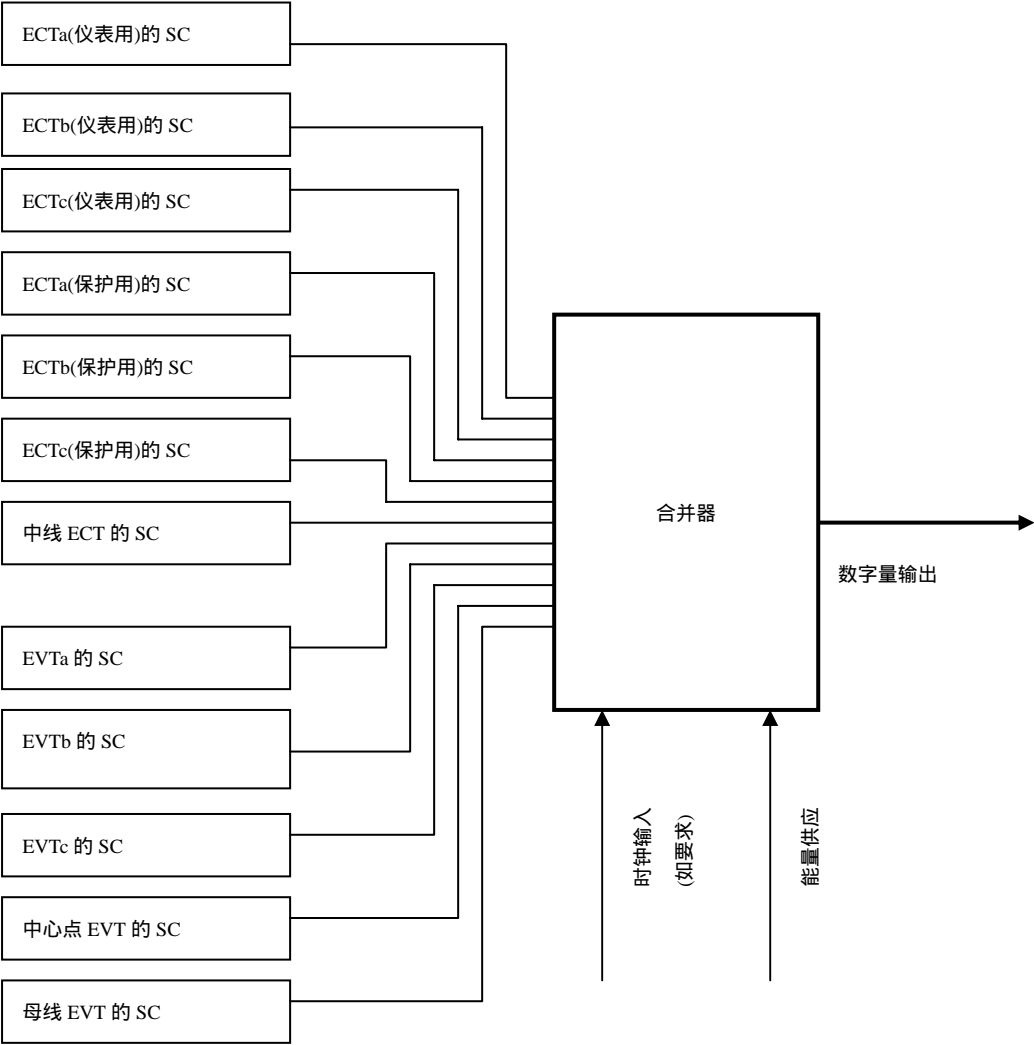 ECTa(仪表用)的 SC
ECTb(仪表用)的 SC
ECTc(仪表用)的 SC
ECTa(保护用)的 SC
ECTb(保护用)的 SC
ECTc(保护用)的 SC
中线 ECT 的 SC
EVTa 的 SC
EVTb 的 SC
EVTc 的 SC
中心点 EVT 的 SC
母线 EVT 的 SC
合并器
数字量输出
时钟输入
(如要求)
能量供应